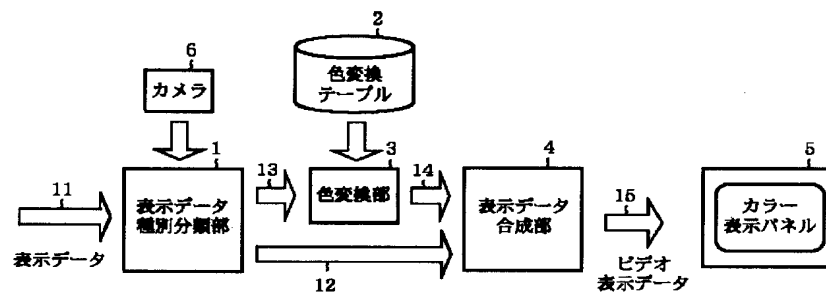 6
カメラ
2
色変換
テーブル
11
表示データ
1
表示データ
種別分類部
13
3
色変換部
14
12
4
表示データ
合成部
15
ビデオ
表示データ
5
カラー
表示パネル